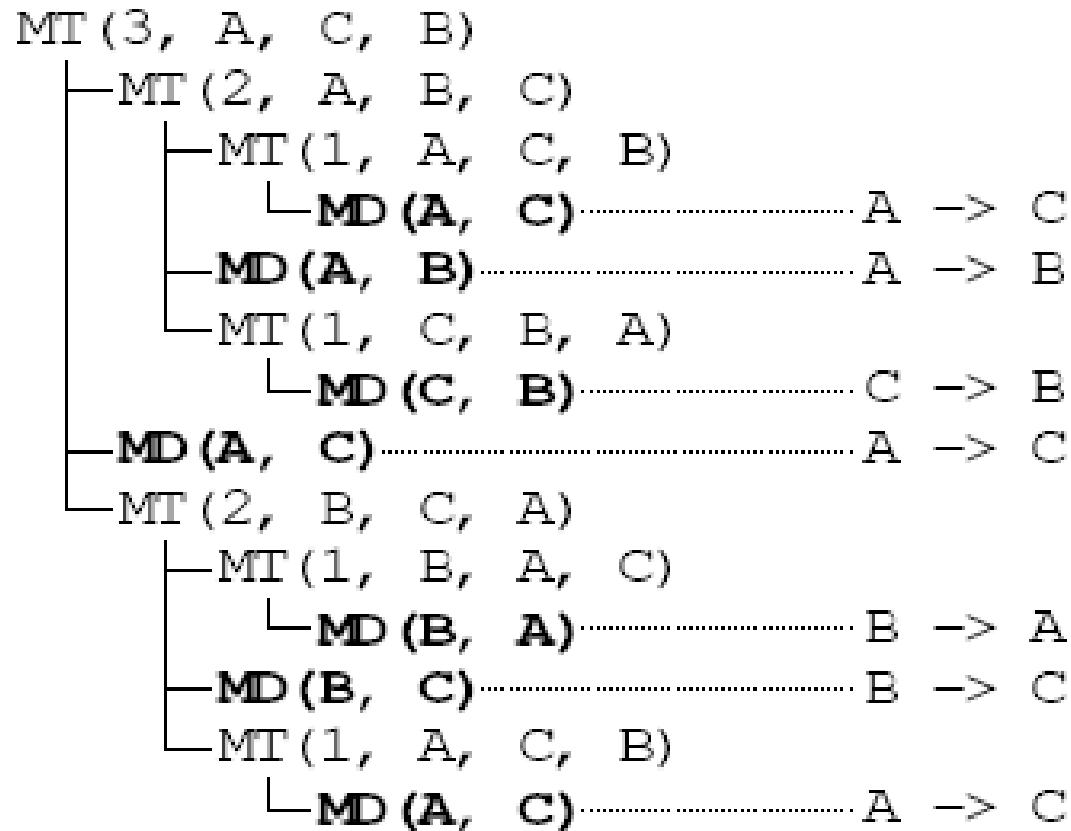 MT(3, A, C, B)
MT(2, A, B, C)
MT(1, A, C, B)
MD(A, C) A -> C
MD(A, B) A -> B
MT(1, C, B, A)
MD(C, B) C -> B
MD(A, C) A -> C
MT(2, B, C, A)
MT(1, B, A, C)
MD(B, A) B -> A
MD(B, C) B -> C
MT(1, A, C, B)
MD(A, C) A -> C